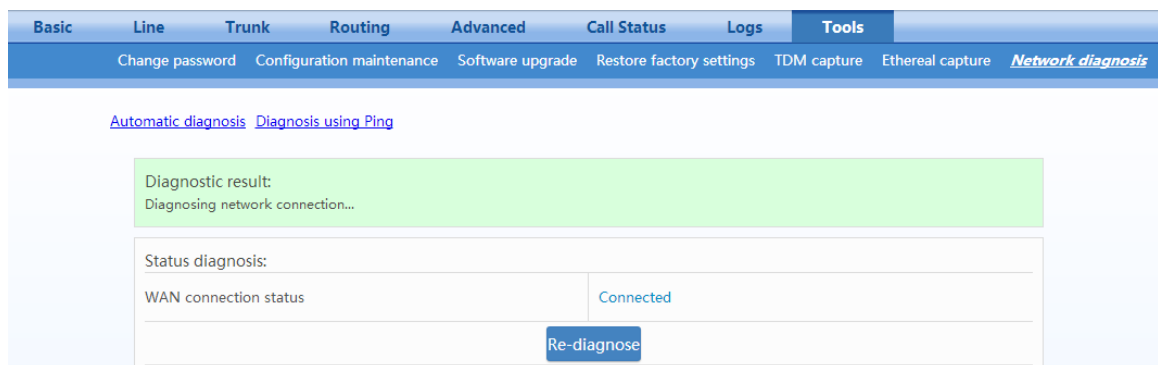 Basic Line Trunk Routing Advanced Call Status Logs Tools
Change password Configuration maintenance Software upgrade Restore factory settings TDM capture Ethereal capture Network diagnosis
Automatic diagnosis Diagnosis using Ping
Diagnostic result:
Diagnosing network connection...
Status diagnosis:
WAN connection status Connected
Re-diagnose